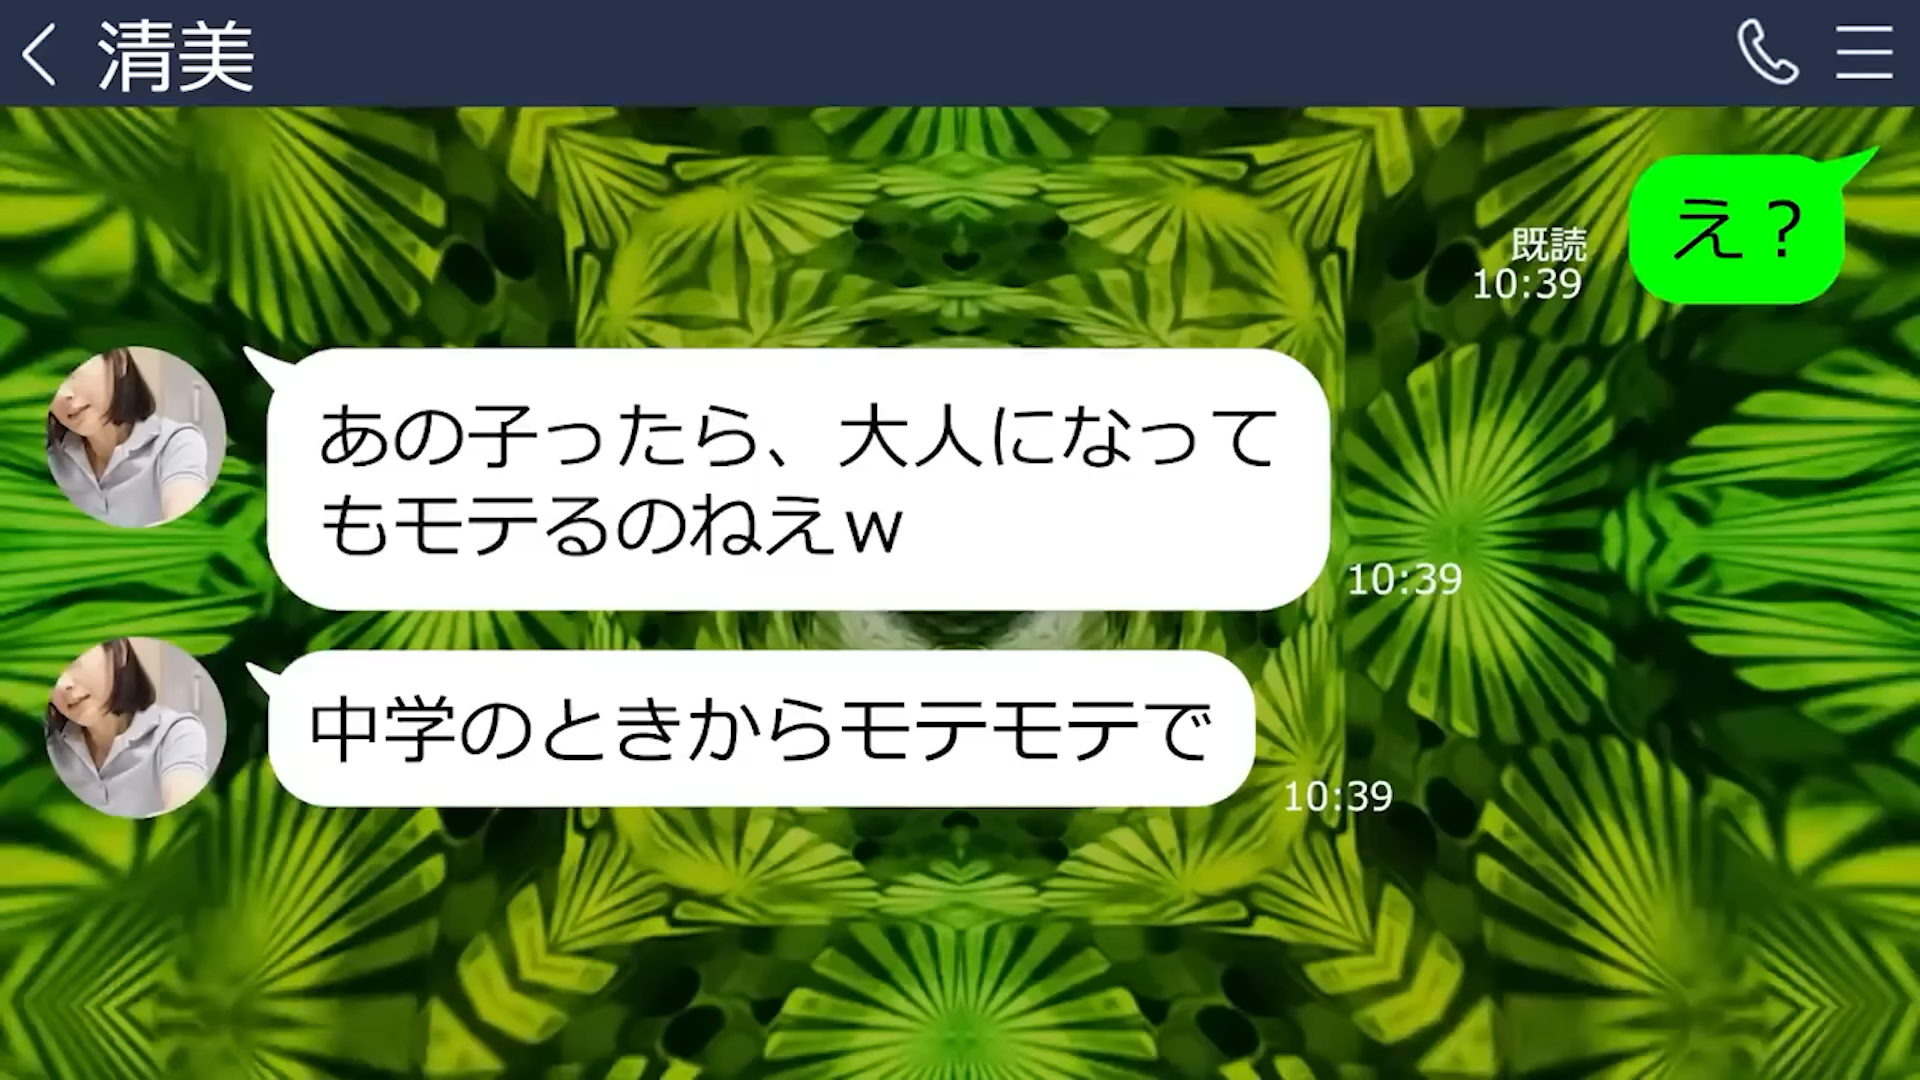 清美
え？
既読
10:39
あの子ったら、大人になって
もモテるのねえｗ
10:39
中学のときからモテモテで
10:39